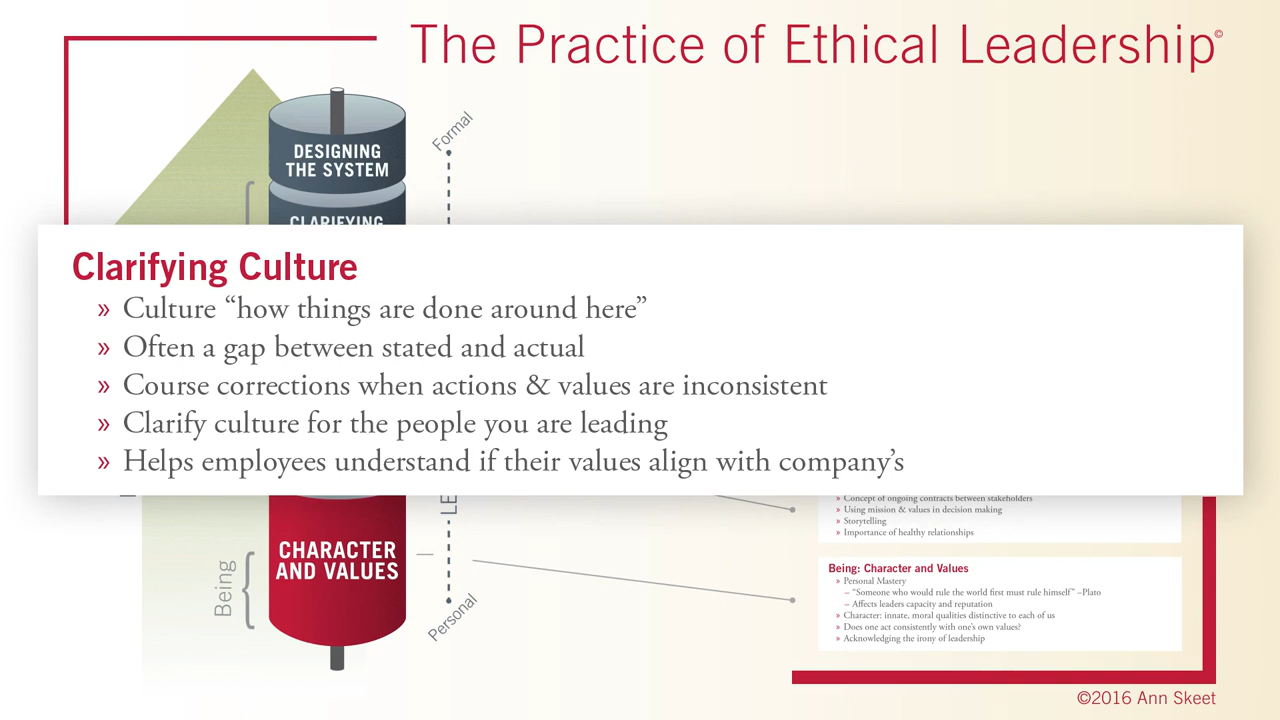 The Practice of Ethical Leadership©
Formal
DESIGNING
THE SYSTEM
CLARIFYING
Clarifying Culture
» Culture “how things are done around here”
» Often a gap between stated and actual
» Course corrections when actions & values are inconsistent
» Clarify culture for the people you are leading
» Helps employees understand if their values align with company’s
LE
CHARACTER
AND VALUES
Being
Personal
» Concept of ongoing contracts between stakeholders
» Using mission & values in decision making
» Storytelling
» Importance of healthy relationships
Being: Character and Values
» Personal Mastery
– “Someone who would rule the world first must rule himself” –Plato
– Affects leaders capacity and reputation
» Character: innate, moral qualities distinctive to each of us
» Does one act consistently with one’s own values?
» Acknowledging the irony of leadership
©2016 Ann Skeet